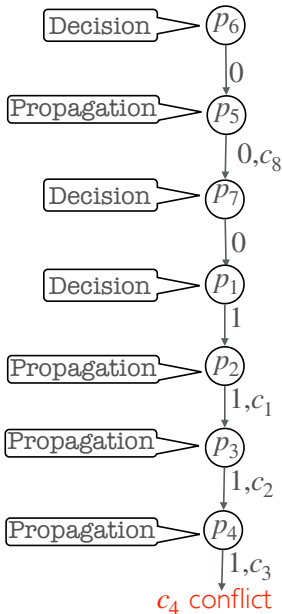 Decision p₆
0
Propagation p₅
0,c₈
Decision p₇
0
Decision p₁
1
Propagation p₂
1,c₁
Propagation p₃
1,c₂
Propagation p₄
1,c₃
c₄ conflict